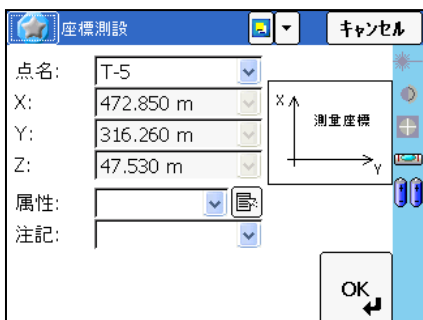 座標測設
キャンセル
点名: T-5
X: 472.850 m
Y: 316.260 m
Z: 47.530 m
属性:
注記:
X
測量座標
Y
OK